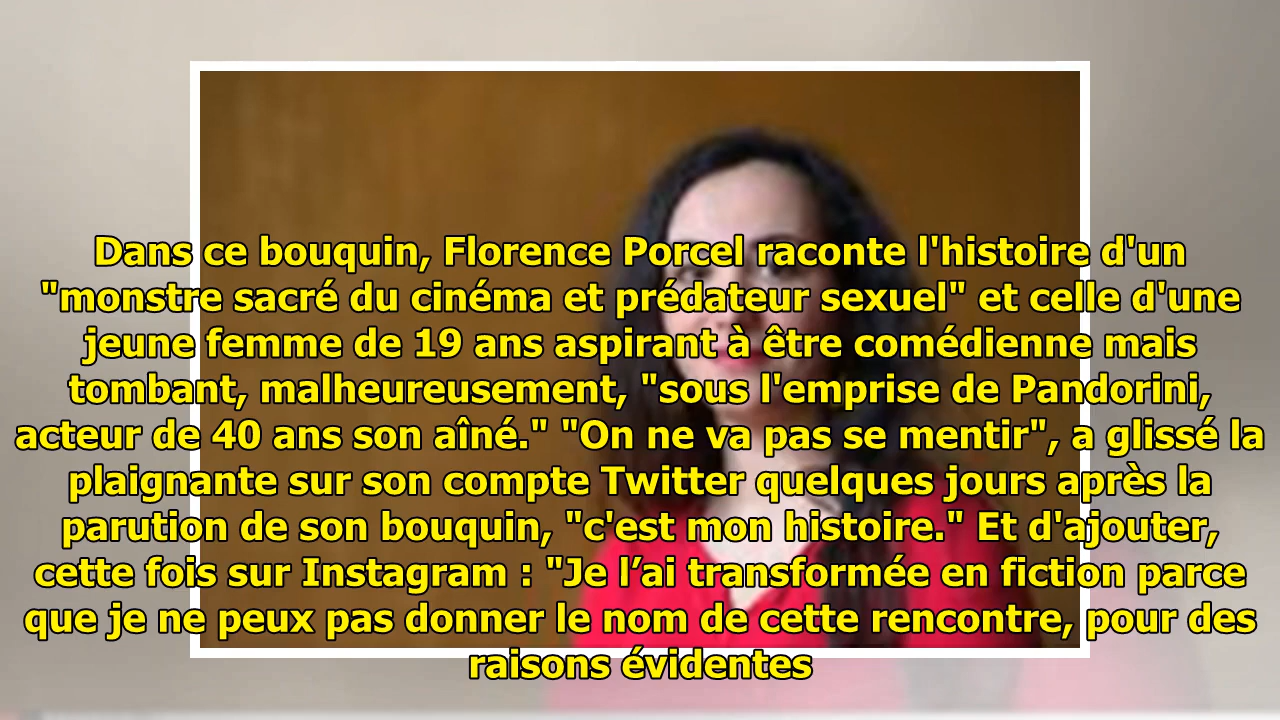 Dans ce bouquin, Florence Porcel raconte l'histoire d'un
"monstre sacré du cinéma et prédateur sexuel" et celle d'une
jeune femme de 19 ans aspirant à être comédienne mais
tombant, malheureusement, "sous l'emprise de Pandorini,
acteur de 40 ans son aîné." "On ne va pas se mentir", a glissé la
plaignante sur son compte Twitter quelques jours après la
parution de son bouquin, "c'est mon histoire." Et d'ajouter,
cette fois sur Instagram : "Je l’ai transformée en fiction parce
que je ne peux pas donner le nom de cette rencontre, pour des
raisons évidentes